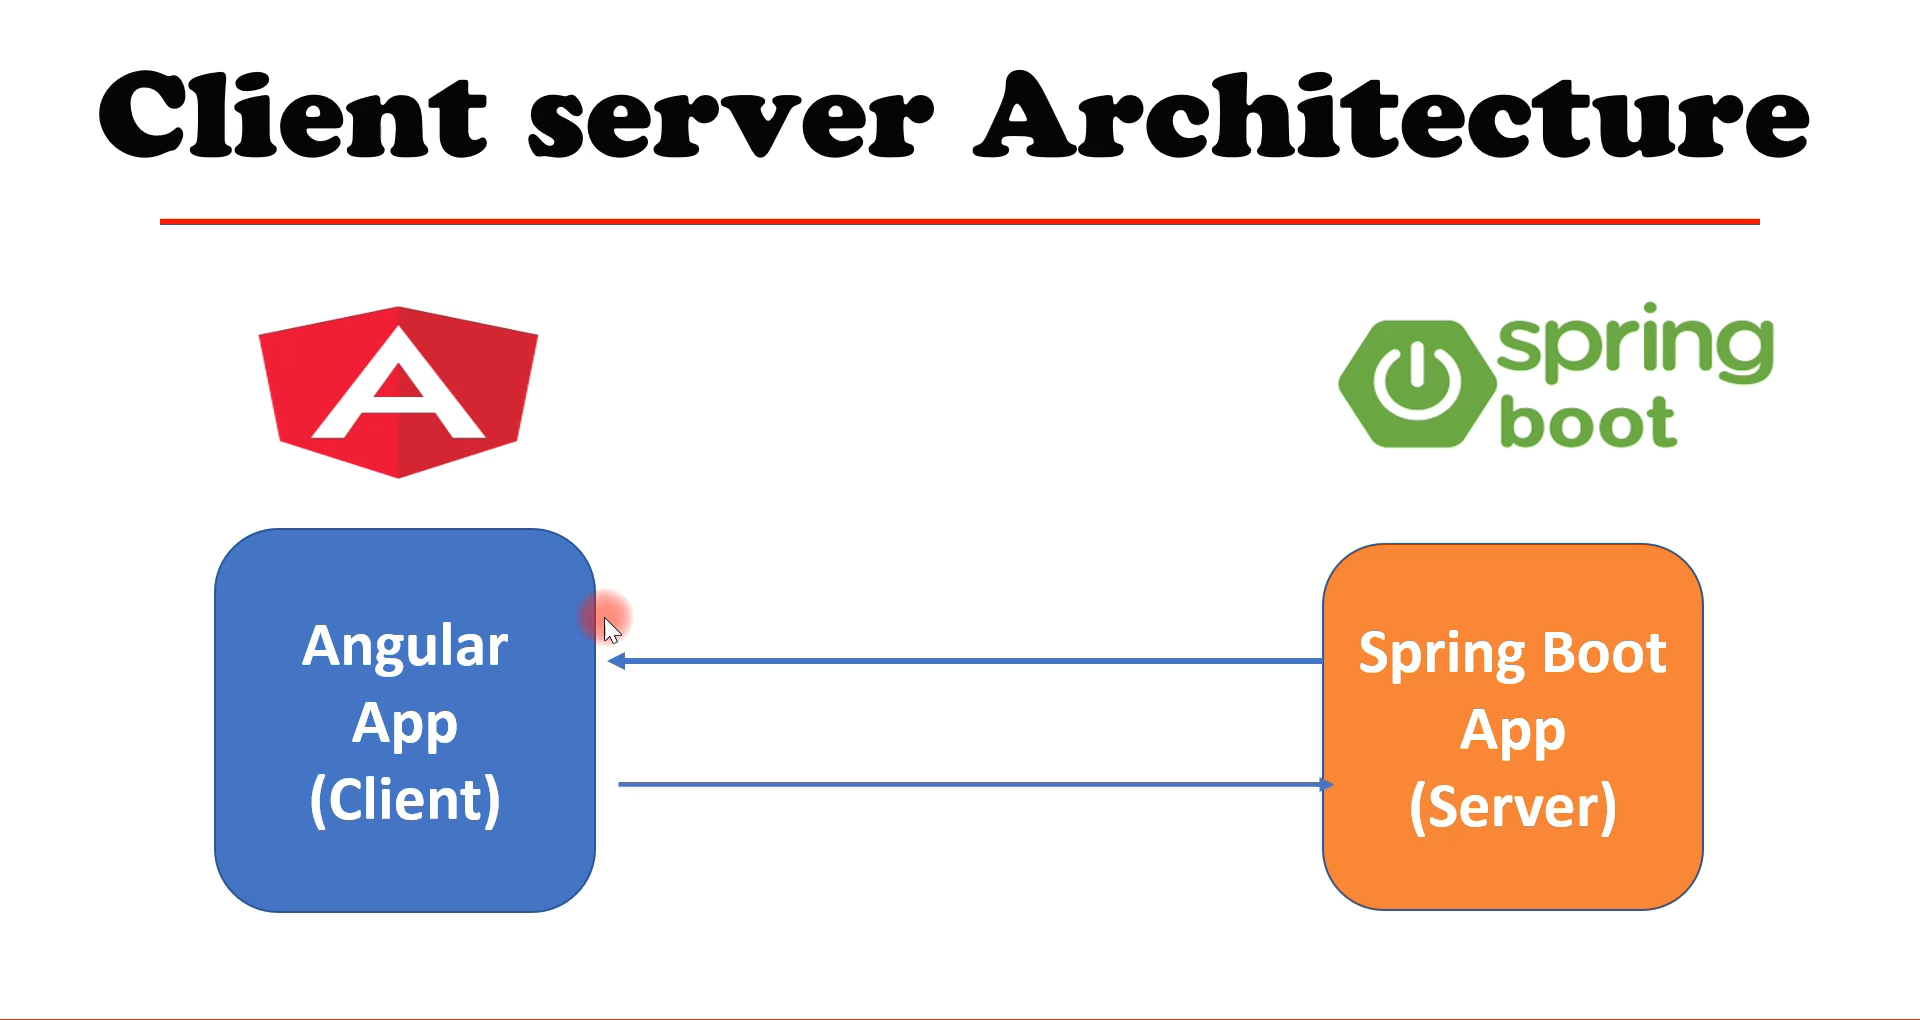 Client server Architecture
spring
boot
Angular
App
(Client)
Spring Boot
App
(Server)